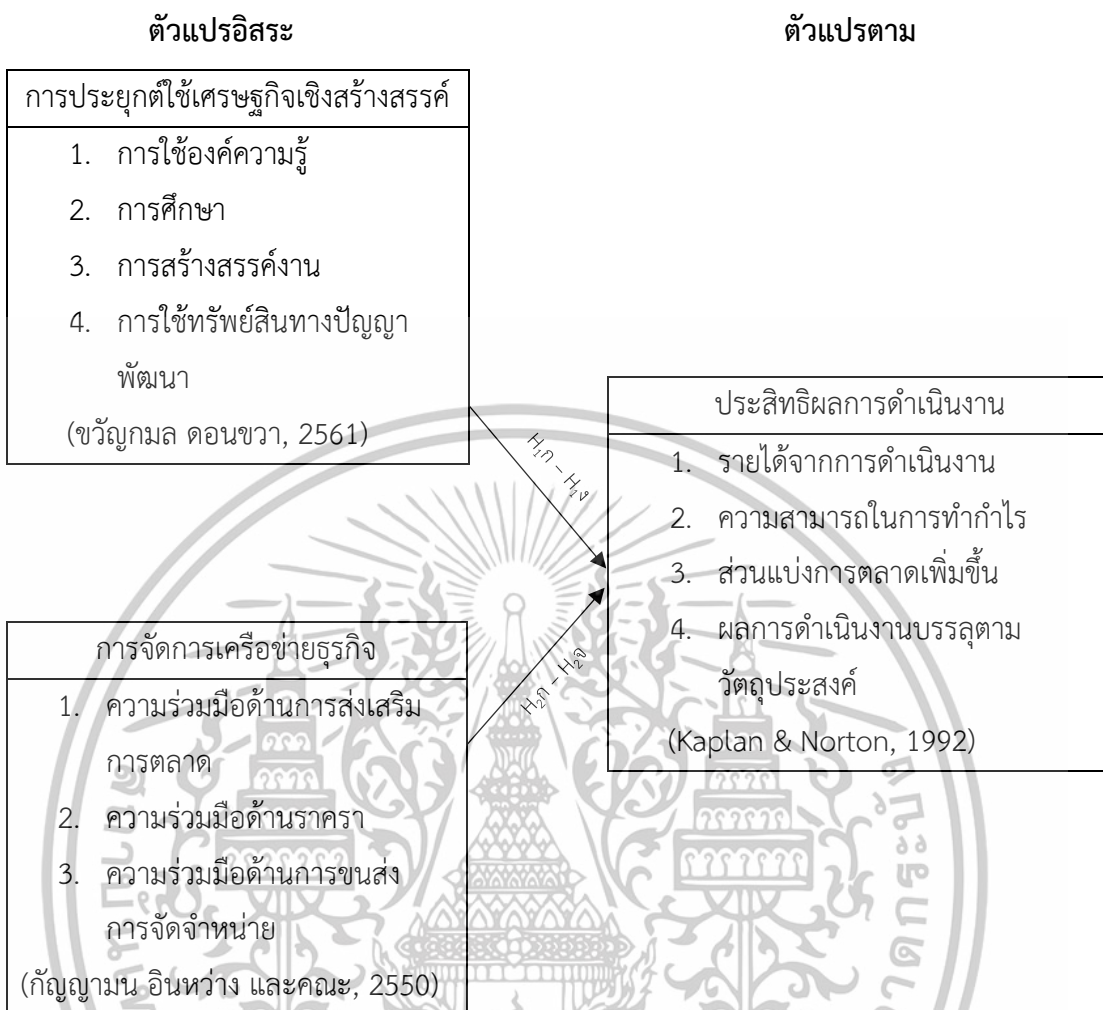 ตัวแปรอิสระ
ตัวแปรตาม
การประยุกต์ใช้เศรษฐกิจเชิงสร้างสรรค์
1. การใช้องค์ความรู้
2. การศึกษา
3. การสร้างสรรค์งาน
4. การใช้ทรัพย์สินทางปัญญา
พัฒนา
(ขวัญกมล ดอนขวา, 2561)
H₁ก – H₁ง
ประสิทธิผลการดำเนินงาน
1. รายได้จากการดำเนินงาน
2. ความสามารถในการทำกำไร
3. ส่วนแบ่งการตลาดเพิ่มขึ้น
4. ผลการดำเนินงานบรรลุตาม
วัตถุประสงค์
(Kaplan & Norton, 1992)
H₂ก – H₂จ
การจัดการเครือข่ายธุรกิจ
1. ความร่วมมือด้านการส่งเสริม
การตลาด
2. ความร่วมมือด้านราครา
3. ความร่วมมือด้านการขนส่ง
การจัดจำหน่าย
(กัญญามน อินหว่าง และคณะ, 2550)